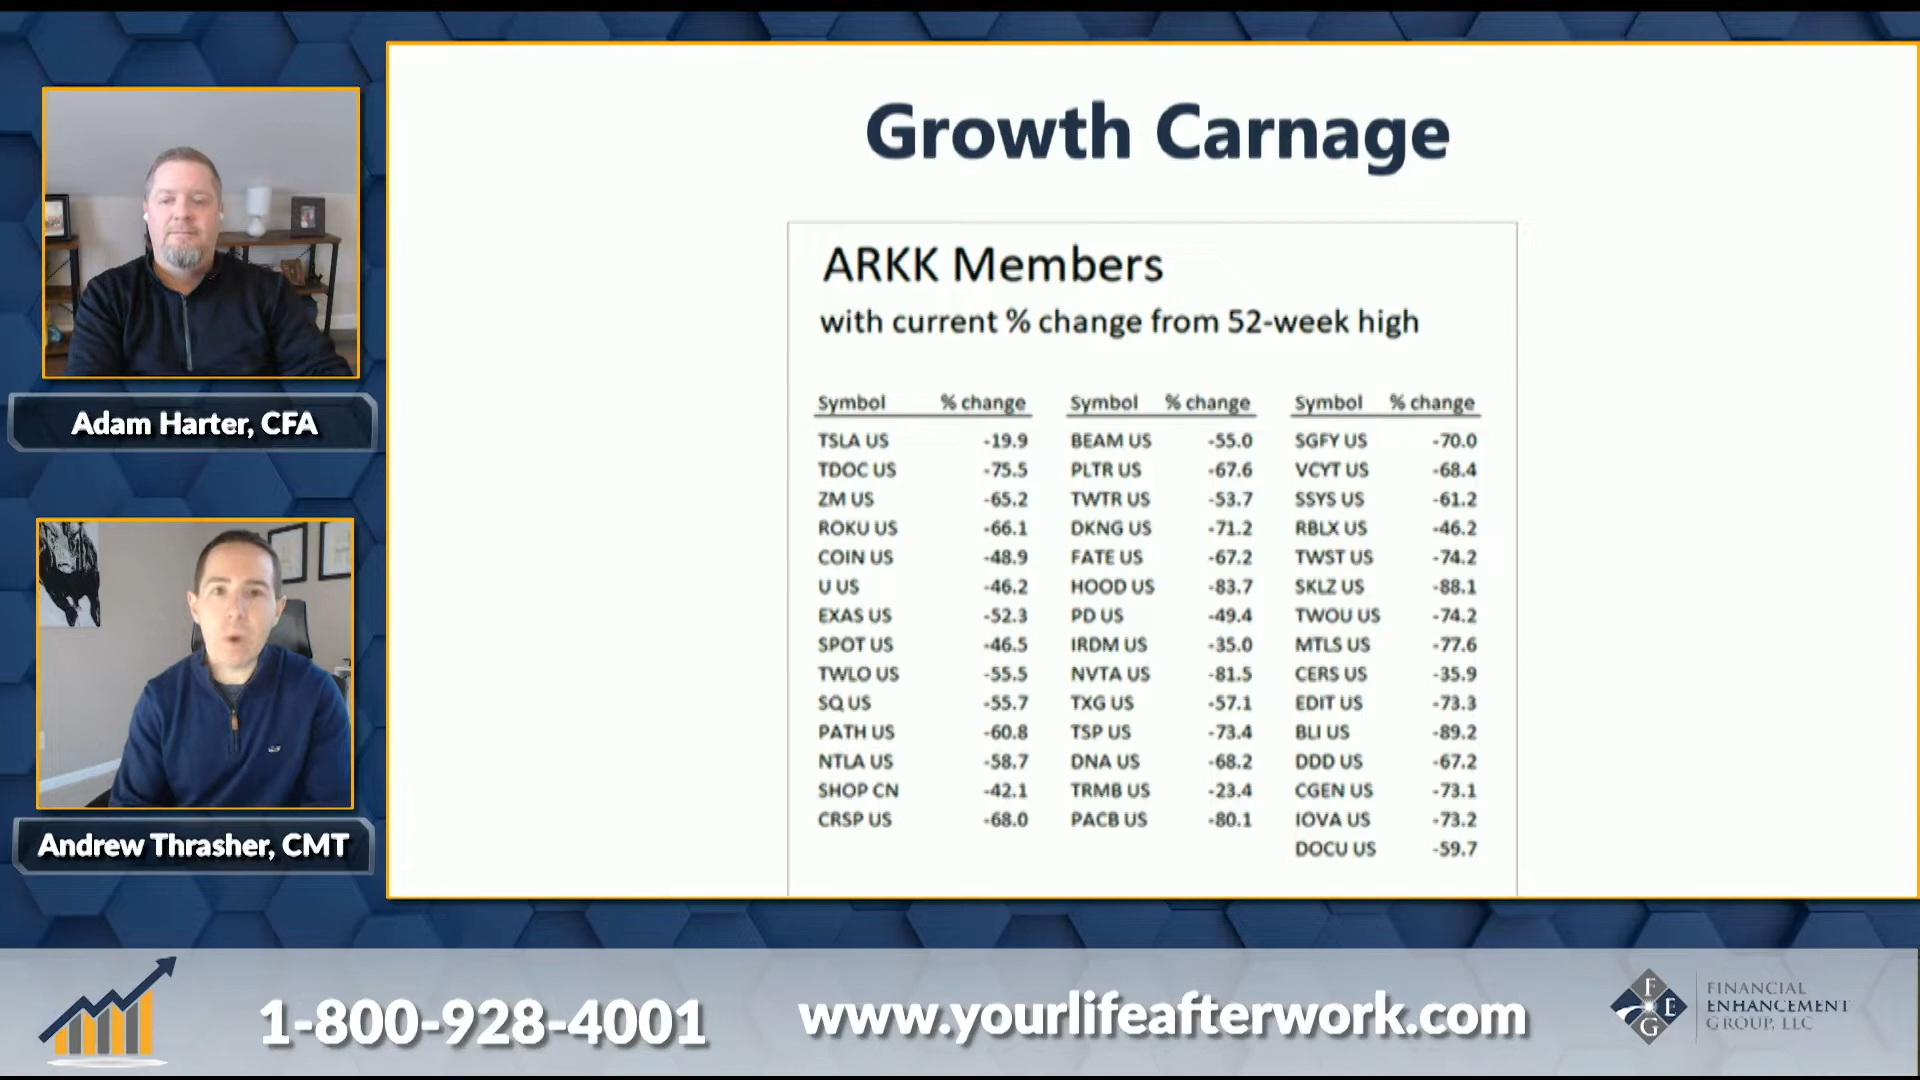 Growth Carnage
ARKK Members
with current % change from 52-week high
Symbol % change Symbol % change Symbol % change
TSLA US -19.9 BEAM US -55.0 SGFY US -70.0
TDOC US -75.5 PLTR US -67.6 VCYT US -68.4
ZM US -65.2 TWTR US -53.7 SSYS US -61.2
ROKU US -66.1 DKNG US -71.2 RBLX US -46.2
COIN US -48.9 FATE US -67.2 TWST US -74.2
U US -46.2 HOOD US -83.7 SKLZ US -88.1
EXAS US -52.3 PD US -49.4 TWOU US -74.2
SPOT US -46.5 IRDM US -35.0 MTLS US -77.6
TWLO US -55.5 NVTA US -81.5 CERS US -35.9
SQ US -55.7 TXG US -57.1 EDIT US -73.3
PATH US -60.8 TSP US -73.4 BLI US -89.2
NTLA US -58.7 DNA US -68.2 DDD US -67.2
SHOP CN -42.1 TRMB US -23.4 CGEN US -73.1
CRSP US -68.0 PACB US -80.1 IOVA US -73.2
DOCU US -59.7
Adam Harter, CFA
Andrew Thrasher, CMT
1-800-928-4001
www.yourlifeafterwork.com
F
E
G
FINANCIAL
ENHANCEMENT
GROUP, LLC